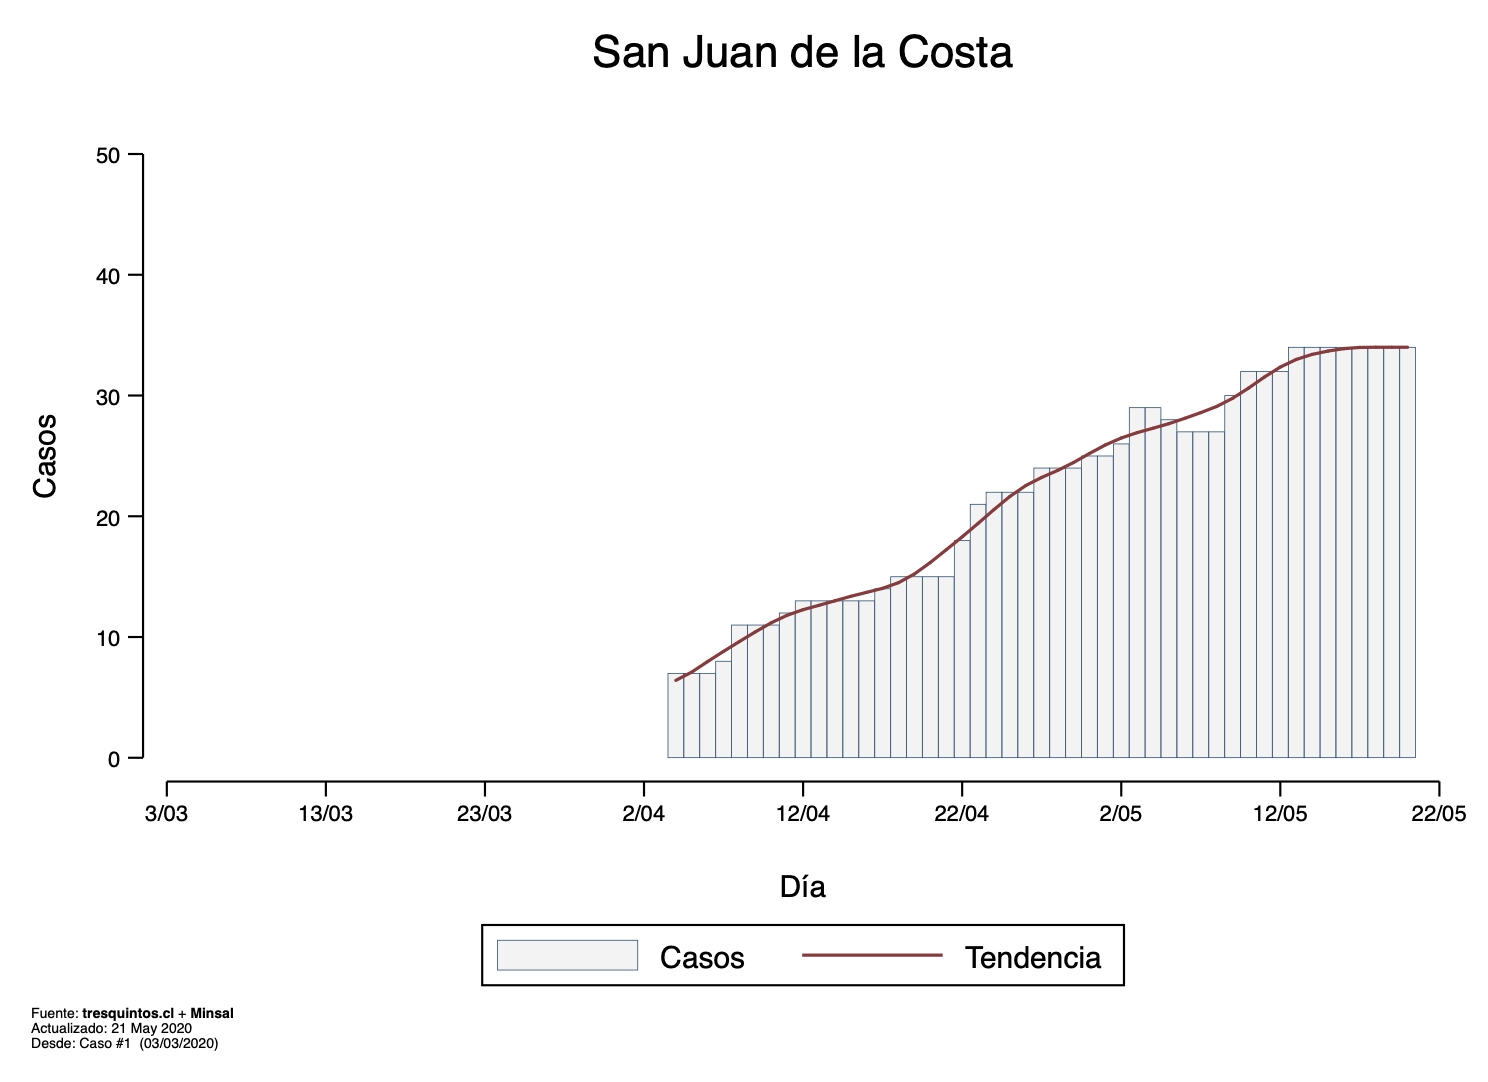 San Juan de la Costa
50
40
30
20
10
0
Casos
3/03 13/03 23/03 2/04 12/04 22/04 2/05 12/05 22/05
Día
Casos Tendencia
Fuente: tresquintos.cl + Minsal
Actualizado: 21 May 2020
Desde: Caso #1 (03/03/2020)